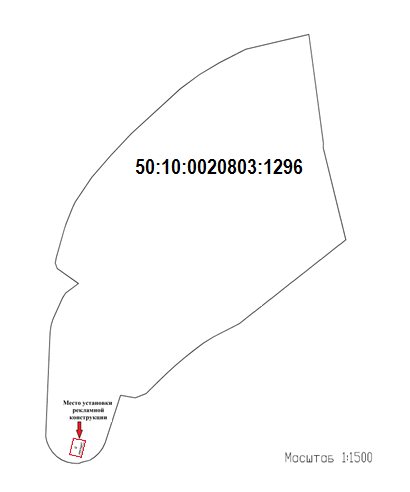 50:10:0020803:1296
Место установки
рекламной
конструкции
Масштаб 1:1500